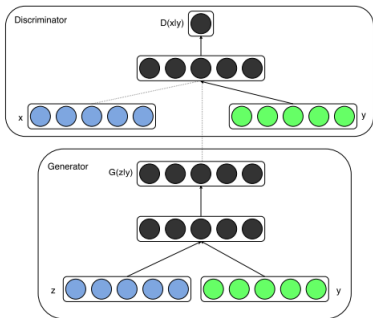 Discriminator
D(x|y)
x
y
Generator
G(z|y)
z
y